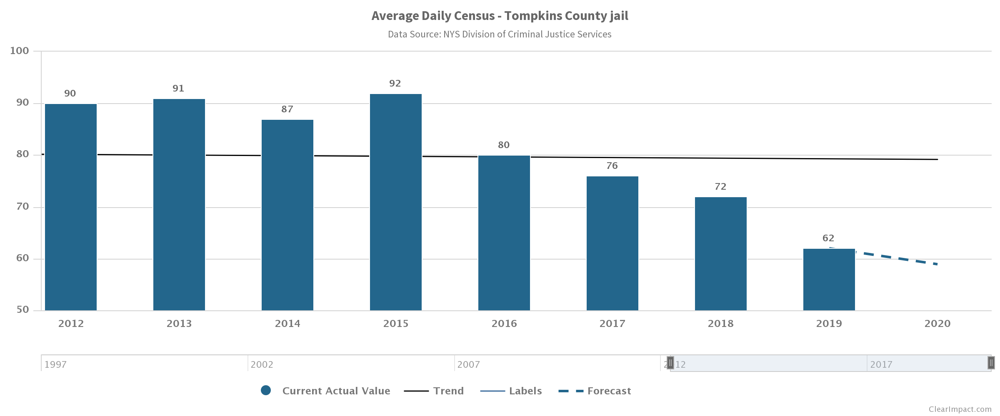 Average Daily Census - Tompkins County jail
Data Source: NYS Division of Criminal Justice Services
100
90
80
70
60
50
90
91
87
92
80
76
72
62
2012 2013 2014 2015 2016 2017 2018 2019 2020
1997 2002 2007 2 12 2017
Current Actual Value Trend Labels Forecast
ClearImpact.com